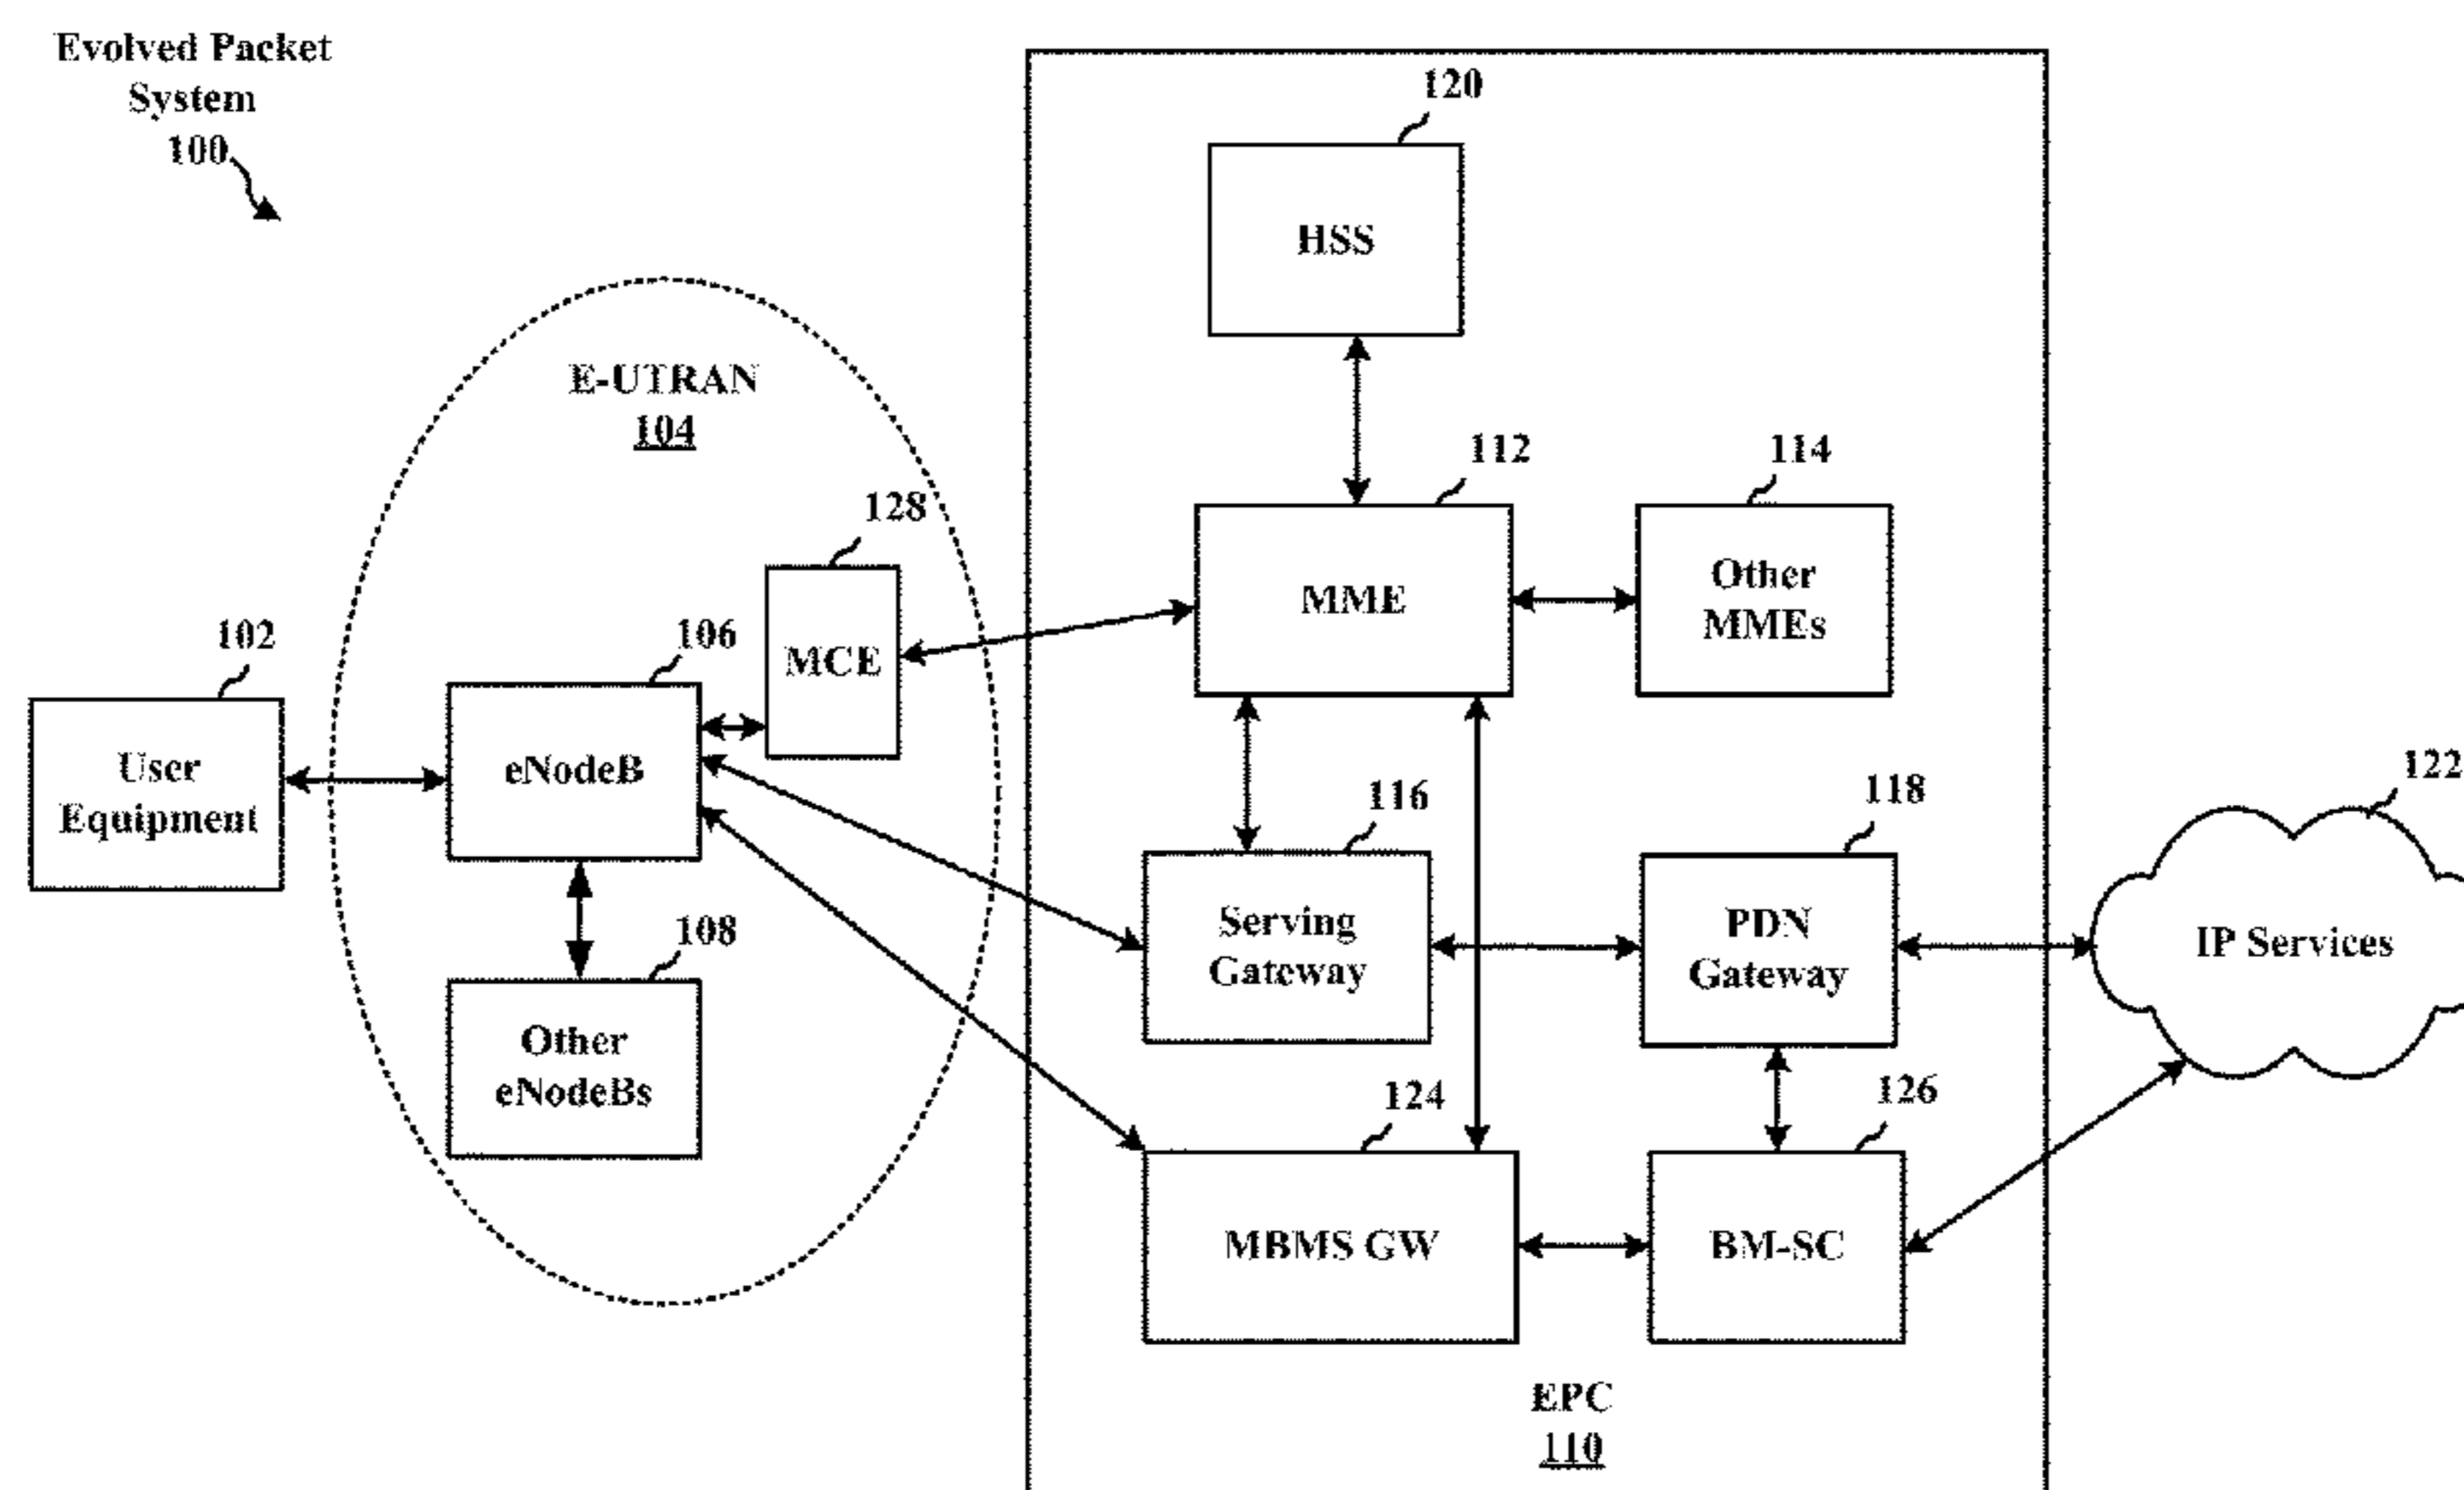 Evolved Packet
System
100
120
HSS
E-UTRAN
104
112
114
128
MME
Other
MMEs
102
106
MCE
User
Equipment
eNodeB
116
118
122
Serving
Gateway
PDN
Gateway
IP Services
108
Other
eNodeBs
124
126
MBMS GW
BM-SC
EPC
110